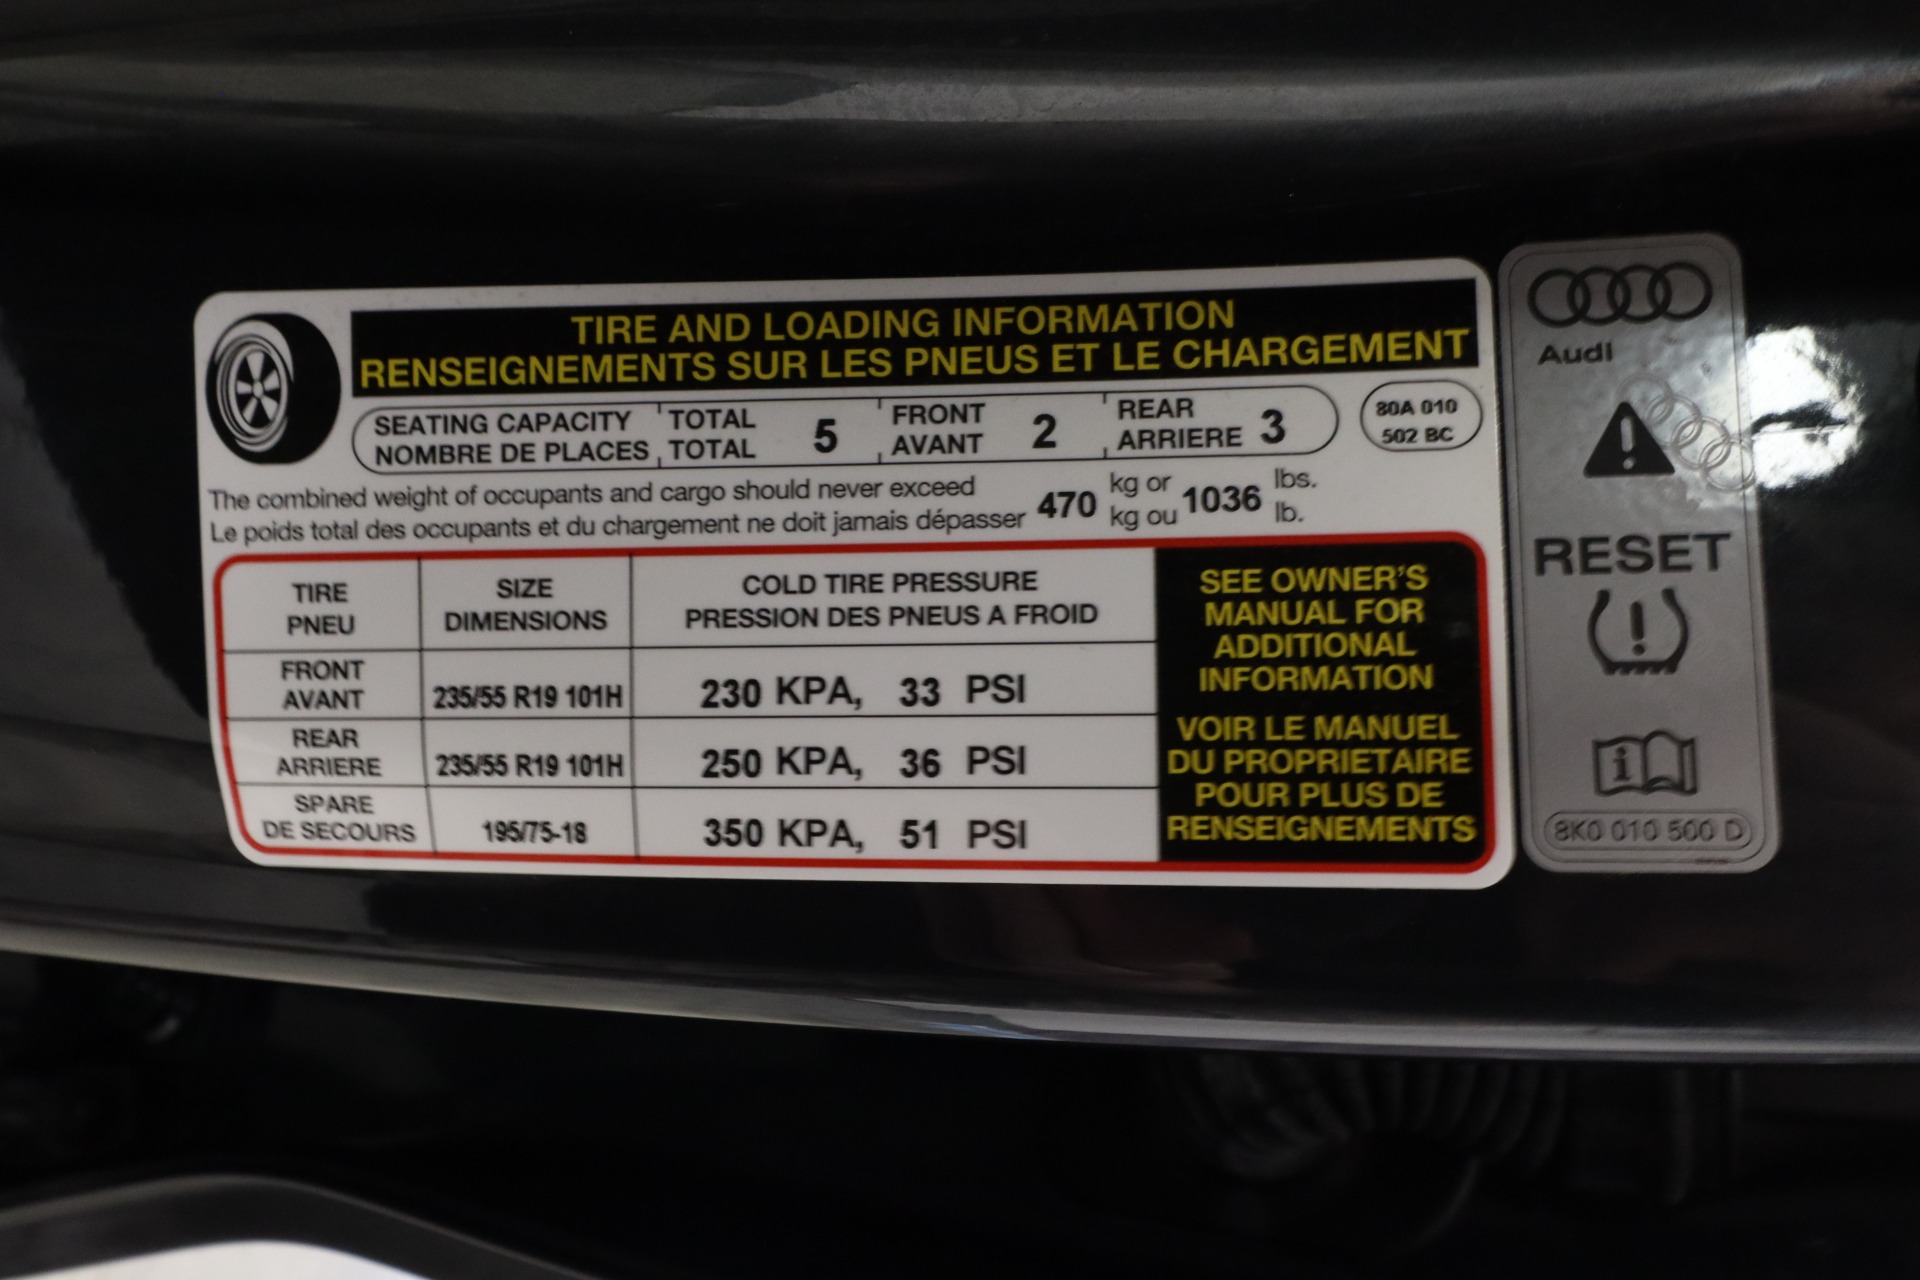 TIRE AND LOADING INFORMATION
RENSEIGNEMENTS SUR LES PNEUS ET LE CHARGEMENT
SEATING CAPACITY TOTAL 5 FRONT 2 REAR 3
NOMBRE DE PLACES TOTAL AVANT ARRIERE
80A 010
502 BC
The combined weight of occupants and cargo should never exceed 470 kg or 1036 lbs.
Le poids total des occupants et du chargement ne doit jamais dépasser kg ou lb.
TIRE SIZE COLD TIRE PRESSURE
PNEU DIMENSIONS PRESSION DES PNEUS A FROID
FRONT
AVANT 235/55 R19 101H 230 KPA, 33 PSI
REAR
ARRIERE 235/55 R19 101H 250 KPA, 36 PSI
SPARE
DE SECOURS 195/75-18 350 KPA, 51 PSI
SEE OWNER'S
MANUAL FOR
ADDITIONAL
INFORMATION
VOIR LE MANUEL
DU PROPRIETAIRE
POUR PLUS DE
RENSEIGNEMENTS
Audi
RESET
8K0 010 500 D